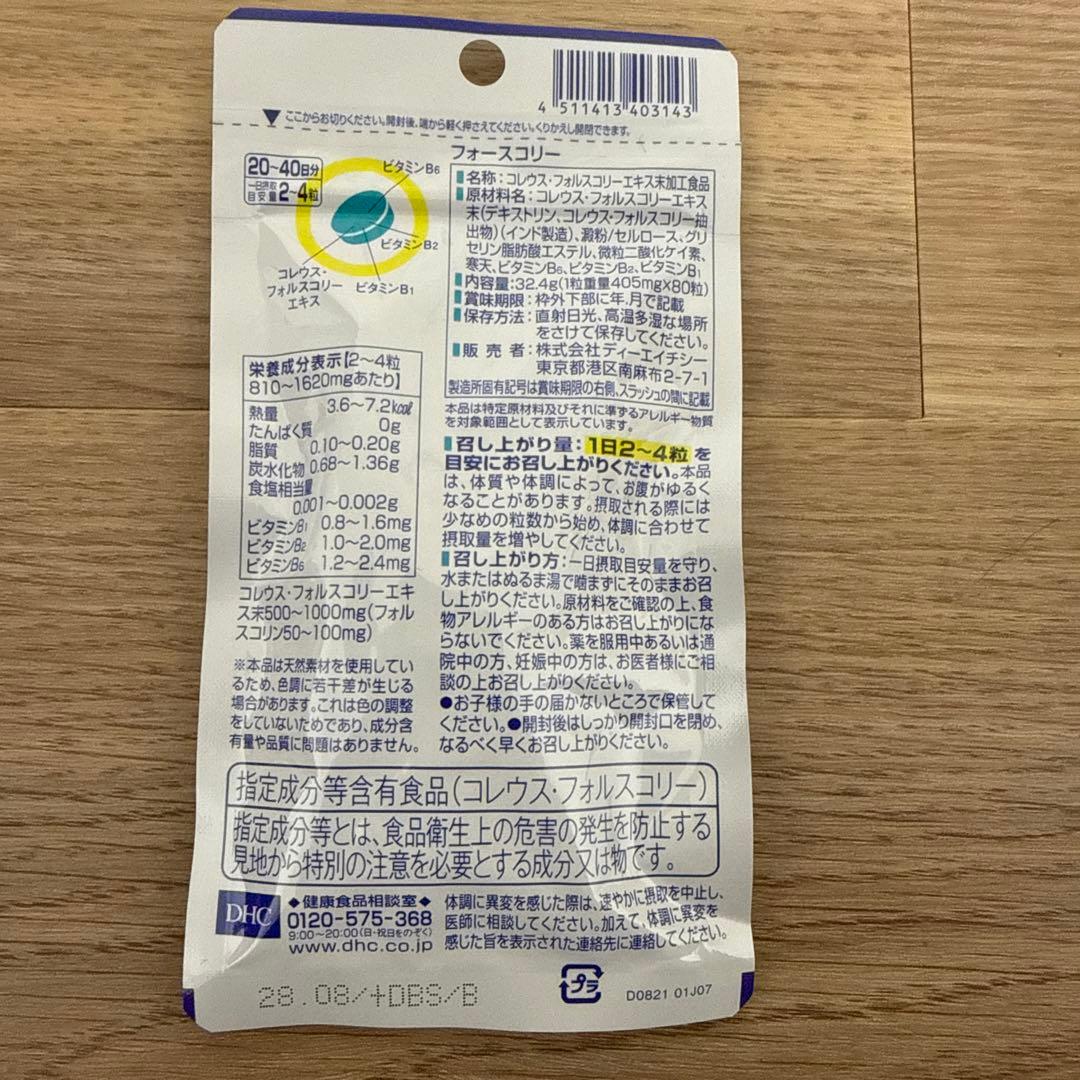 4 511413 403143
▼ここからお切りください。開封後、端から軽く押さえてください。くりかえし開閉できます。
20〜40日分
一日摂取目安量 2〜4粒
ビタミンB6
ビタミンB2
コレウス・
フォルスコリー
エキス
ビタミンB1
フォースコリー
名称:コレウス・フォルスコリーエキス末加工食品
原材料名:コレウス・フォルスコリーエキス
末(デキストリン、コレウス・フォルスコリー抽
出物)(インド製造)、澱粉/セルロース、グリ
セリン脂肪酸エステル、微粒二酸化ケイ素、
寒天、ビタミンB6、ビタミンB2、ビタミンB1
内容量:32.4g(1粒重量405mg×80粒)
賞味期限:枠外下部に年.月で記載
保存方法:直射日光、高温多湿な場所
をさけて保存してください。
販売者:株式会社ディーエイチシー
東京都港区南麻布2-7-1
製造所固有記号は賞味期限の右側、スラッシュの間に記載
本品は特定原材料及びそれに準ずるアレルギー物質
を対象範囲として表示しています。
栄養成分表示【2〜4粒
810〜1620mgあたり】
熱量 3.6〜7.2kcal
たんぱく質 0g
脂質 0.10〜0.20g
炭水化物 0.68〜1.36g
食塩相当量
0.001〜0.002g
ビタミンB1 0.8〜1.6mg
ビタミンB2 1.0〜2.0mg
ビタミンB6 1.2〜2.4mg
コレウス・フォルスコリーエキ
ス末500〜1000mg(フォル
スコリン50〜100mg)
※本品は天然素材を使用してい
るため、色調に若干差が生じる
場合があります。これは色の調整
をしていないためであり、成分含
有量や品質に問題はありません。
召し上がり量:1日2〜4粒を
目安にお召し上がりください。本品
は、体質や体調によって、お腹がゆるく
なることがあります。摂取される際には
少なめの粒数から始め、体調に合わせて
摂取量を増やしてください。
召し上がり方:一日摂取目安量を守り、
水またはぬるま湯で噛まずにそのままお召
し上がりください。原材料をご確認の上、食
物アレルギーのある方はお召し上がりにな
らないでください。薬を服用中あるいは通
院中の方、妊娠中の方は、お医者様にご相
談の上お召し上がりください。
●お子様の手の届かないところで保管して
ください。●開封後はしっかり開封口を閉め、
なるべく早くお召し上がりください。
指定成分等含有食品(コレウス・フォルスコリー)
指定成分等とは、食品衛生上の危害の発生を防止する
見地から特別の注意を必要とする成分又は物です。
DHC
◆健康食品相談室◆
0120-575-368
9:00〜20:00(日・祝日をのぞく)
www.dhc.co.jp
体調に異変を感じた際は、速やかに摂取を中止し、
医師に相談してください。加えて、体調に異変を
感じた旨を表示された連絡先に連絡してください。
28.08/+DBS/B
プラ
D0821 01J07